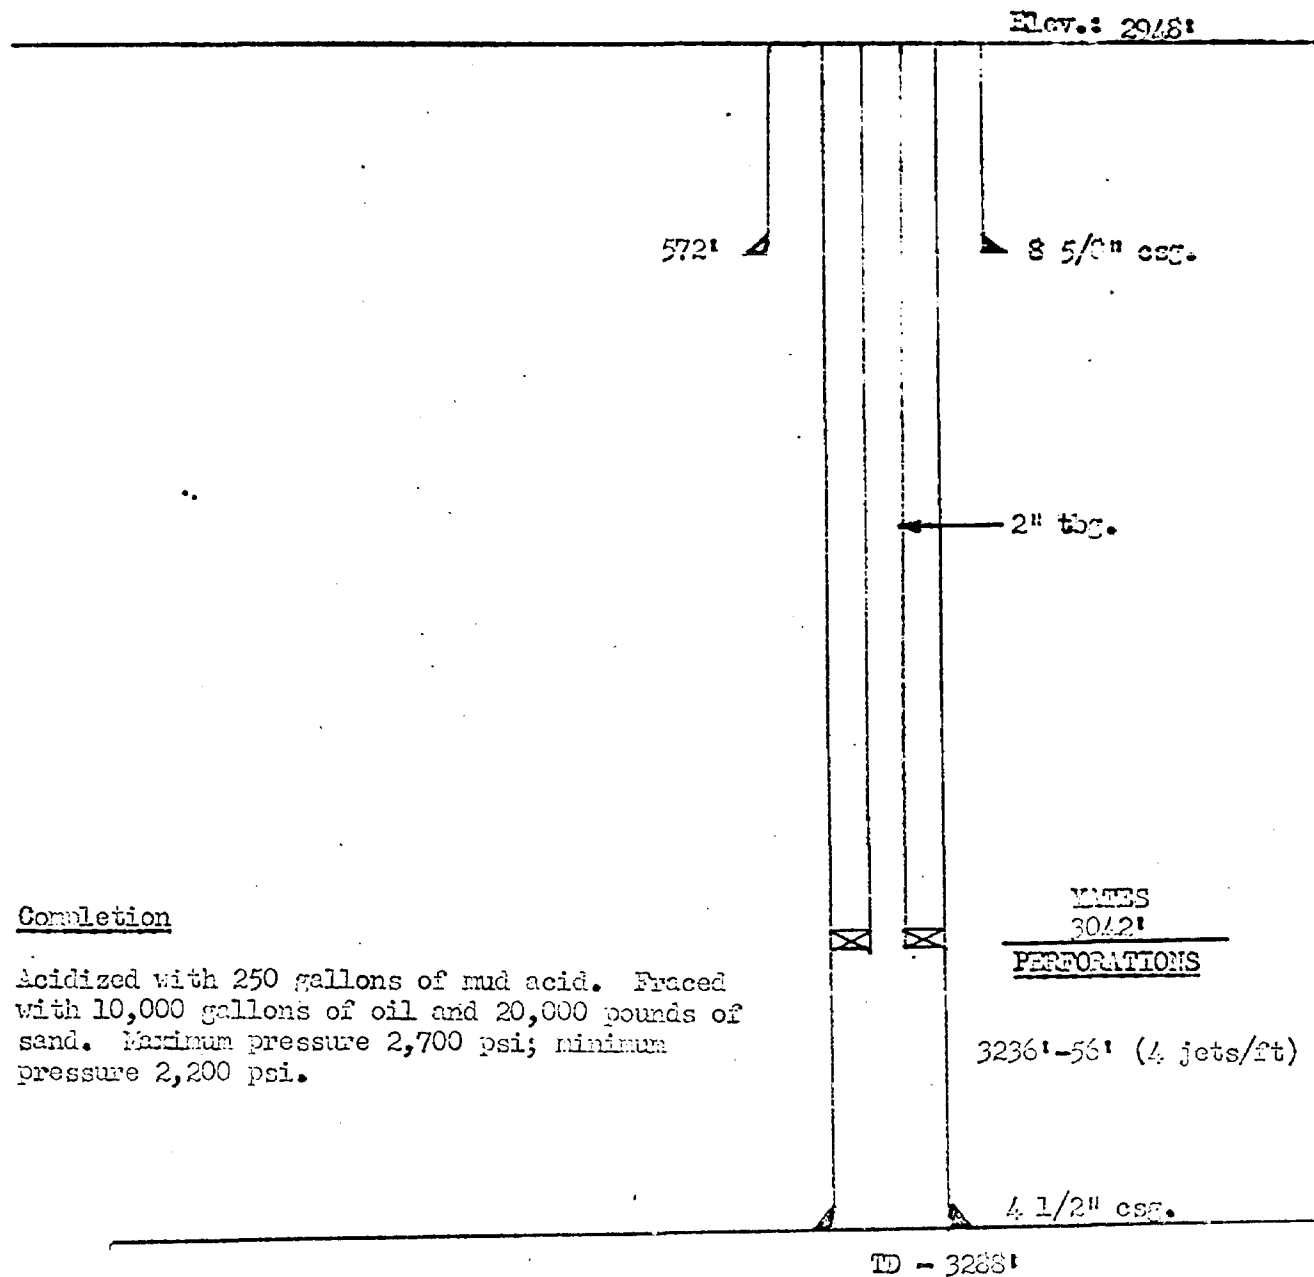 Elev.: 2948'
572'
8 5/8" csg.
2" tbg.
YATES
3042'
PERFORATIONS
Completion
Acidized with 250 gallons of mud acid. Fraced
with 10,000 gallons of oil and 20,000 pounds of
sand. Maximum pressure 2,700 psi; minimum
pressure 2,200 psi.
3236'-56' (4 jets/ft)
4 1/2" csg.
TD - 3288'